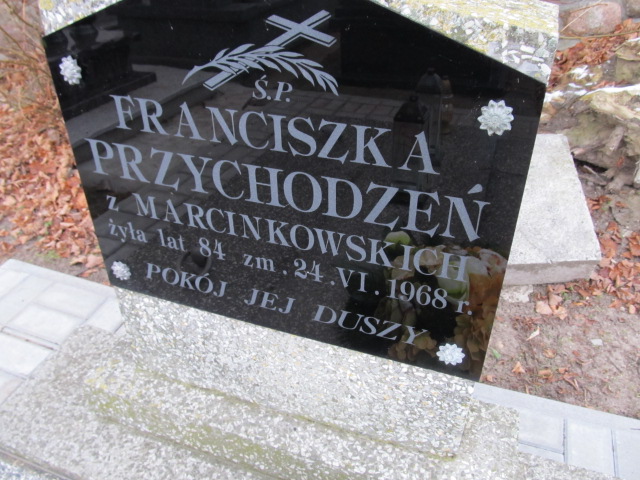 Ś.P.
FRANCISZKA
PRZYCHODZEŃ
z MARCINKOWSKICH
żyła lat 84 zm. 24.VI.1968 r.
POKÓJ JEJ DUSZY